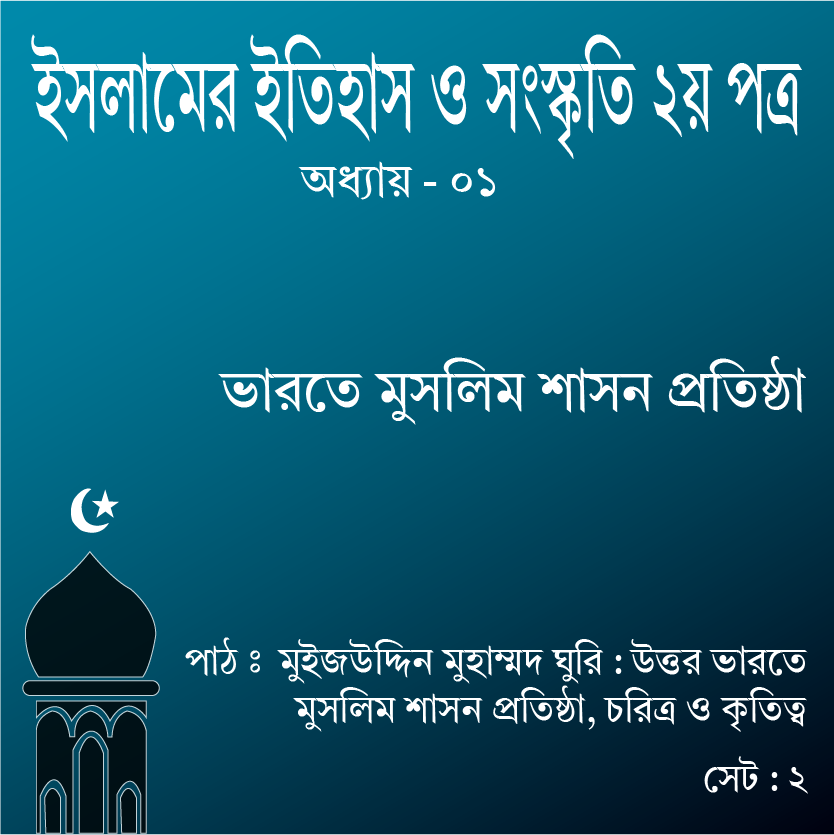 ইসলামের ইতিহাস ও সংস্কৃতি ২য় পত্র
অধ্যায় - ০১
ভারতে মুসলিম শাসন প্রতিষ্ঠা
পাঠ ঃ মুইজউদ্দিন মুহাম্মদ ঘুরি : উত্তর ভারতে
মুসলিম শাসন প্রতিষ্ঠা, চরিত্র ও কৃতিত্ব
সেট : ২